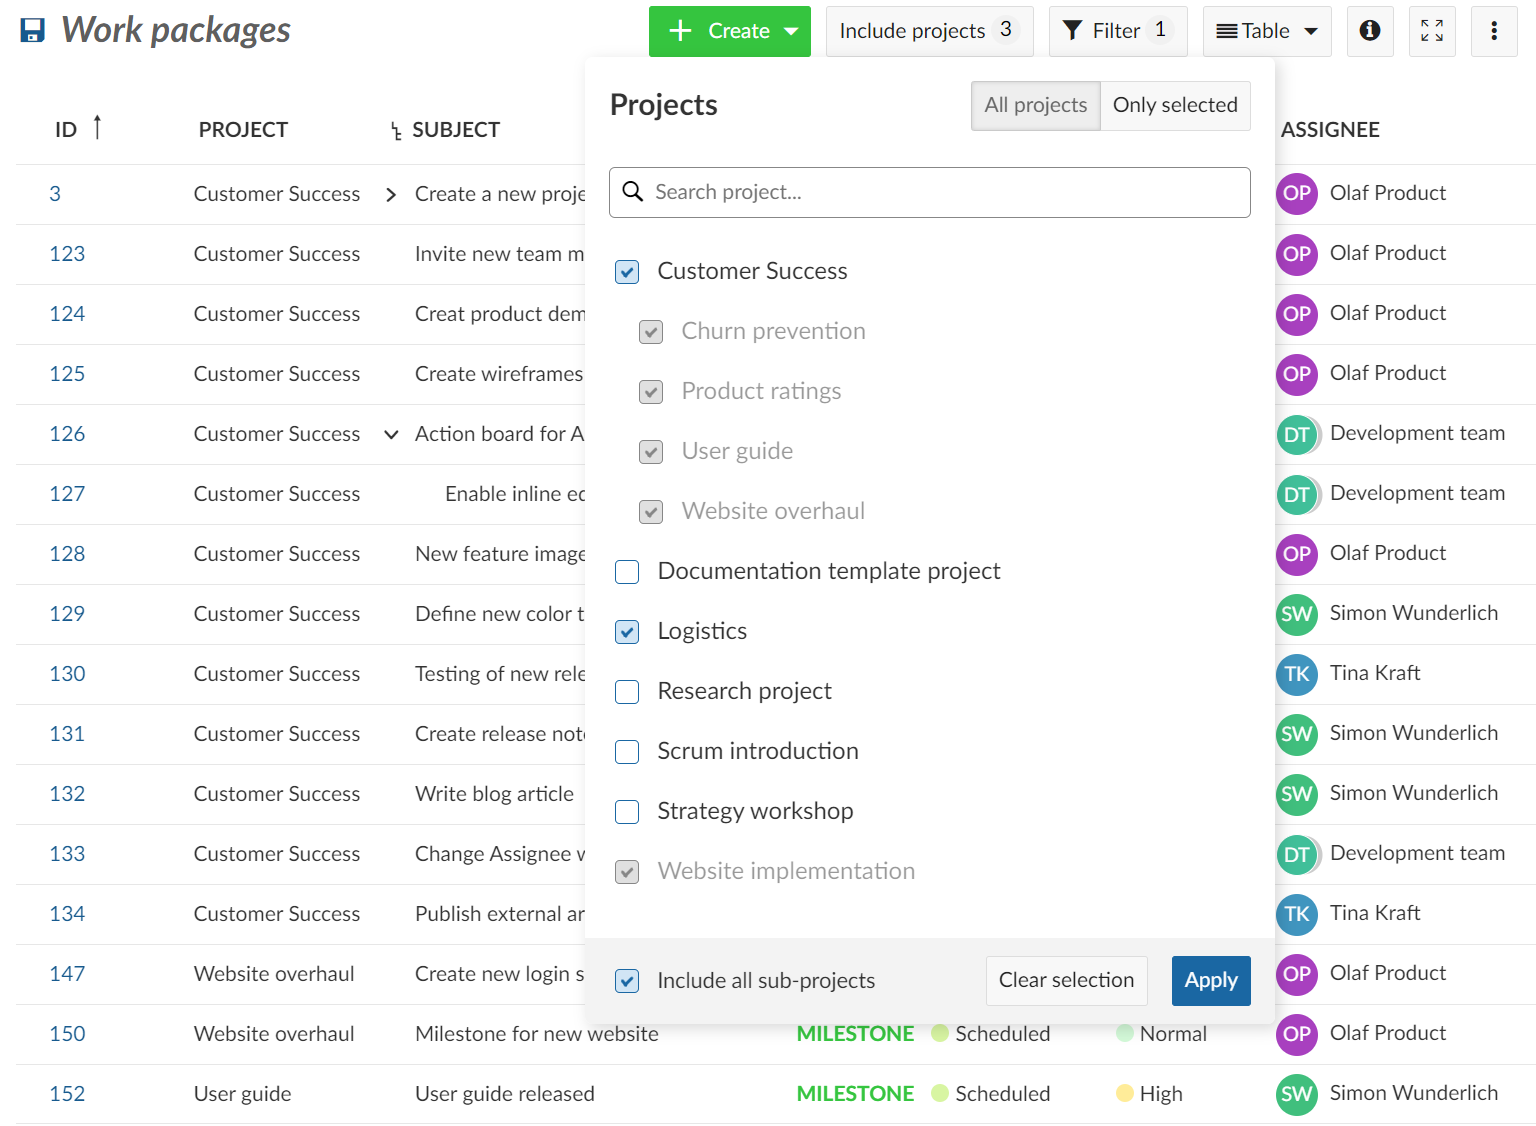 Work packages
Create
Include projects 3
Filter 1
Table
ID PROJECT SUBJECT ASSIGNEE
Projects
All projects Only selected
Search project...
Customer Success
Churn prevention
Product ratings
User guide
Website overhaul
Documentation template project
Logistics
Research project
Scrum introduction
Strategy workshop
Website implementation
Include all sub-projects Clear selection Apply
3 Customer Success Create a new proje OP Olaf Product
123 Customer Success Invite new team m OP Olaf Product
124 Customer Success Creat product dem OP Olaf Product
125 Customer Success Create wireframes OP Olaf Product
126 Customer Success Action board for A DT Development team
127 Customer Success Enable inline ec DT Development team
128 Customer Success New feature image OP Olaf Product
129 Customer Success Define new color t SW Simon Wunderlich
130 Customer Success Testing of new rele TK Tina Kraft
131 Customer Success Create release note SW Simon Wunderlich
132 Customer Success Write blog article SW Simon Wunderlich
133 Customer Success Change Assignee DT Development team
134 Customer Success Publish external ar TK Tina Kraft
147 Website overhaul Create new login s OP Olaf Product
150 Website overhaul Milestone for new website MILESTONE Scheduled Normal OP Olaf Product
152 User guide User guide released MILESTONE Scheduled High SW Simon Wunderlich